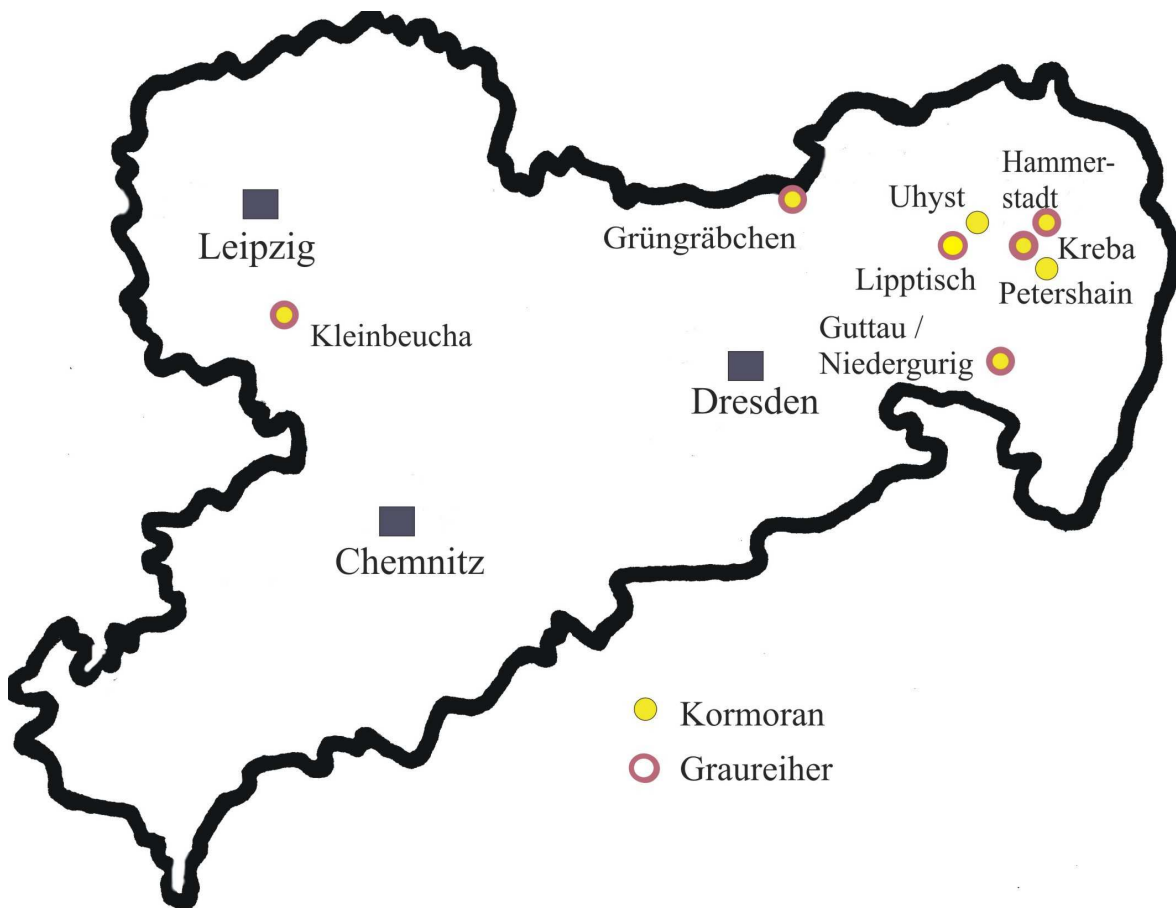 Hammer-
stadt
Uhyst
Leipzig
Grüngräbchen
Kreba
Lipptisch
Petershain
Kleinbeucha
Guttau /
Niedergurig
Dresden
Chemnitz
Kormoran
Graureiher